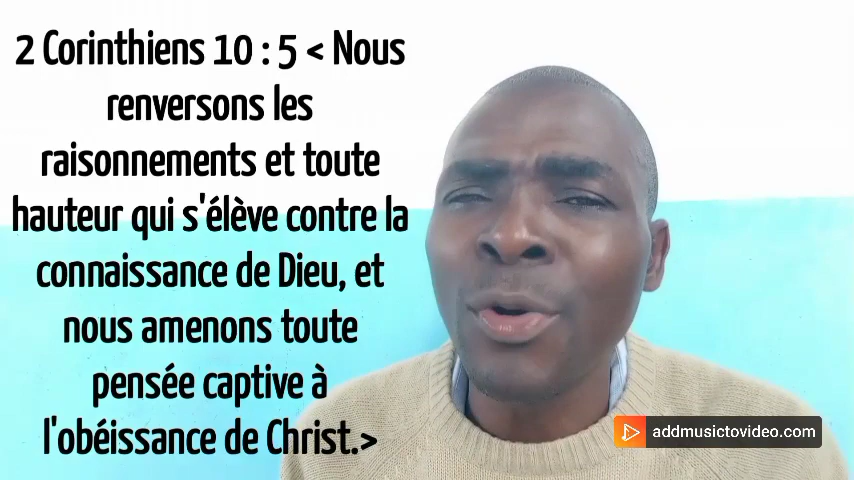 2 Corinthiens 10 : 5 < Nous
renversons les
raisonnements et toute
hauteur qui s'élève contre la
connaissance de Dieu, et
nous amenons toute
pensée captive à
l'obéissance de Christ.>
addmusictovideo.com